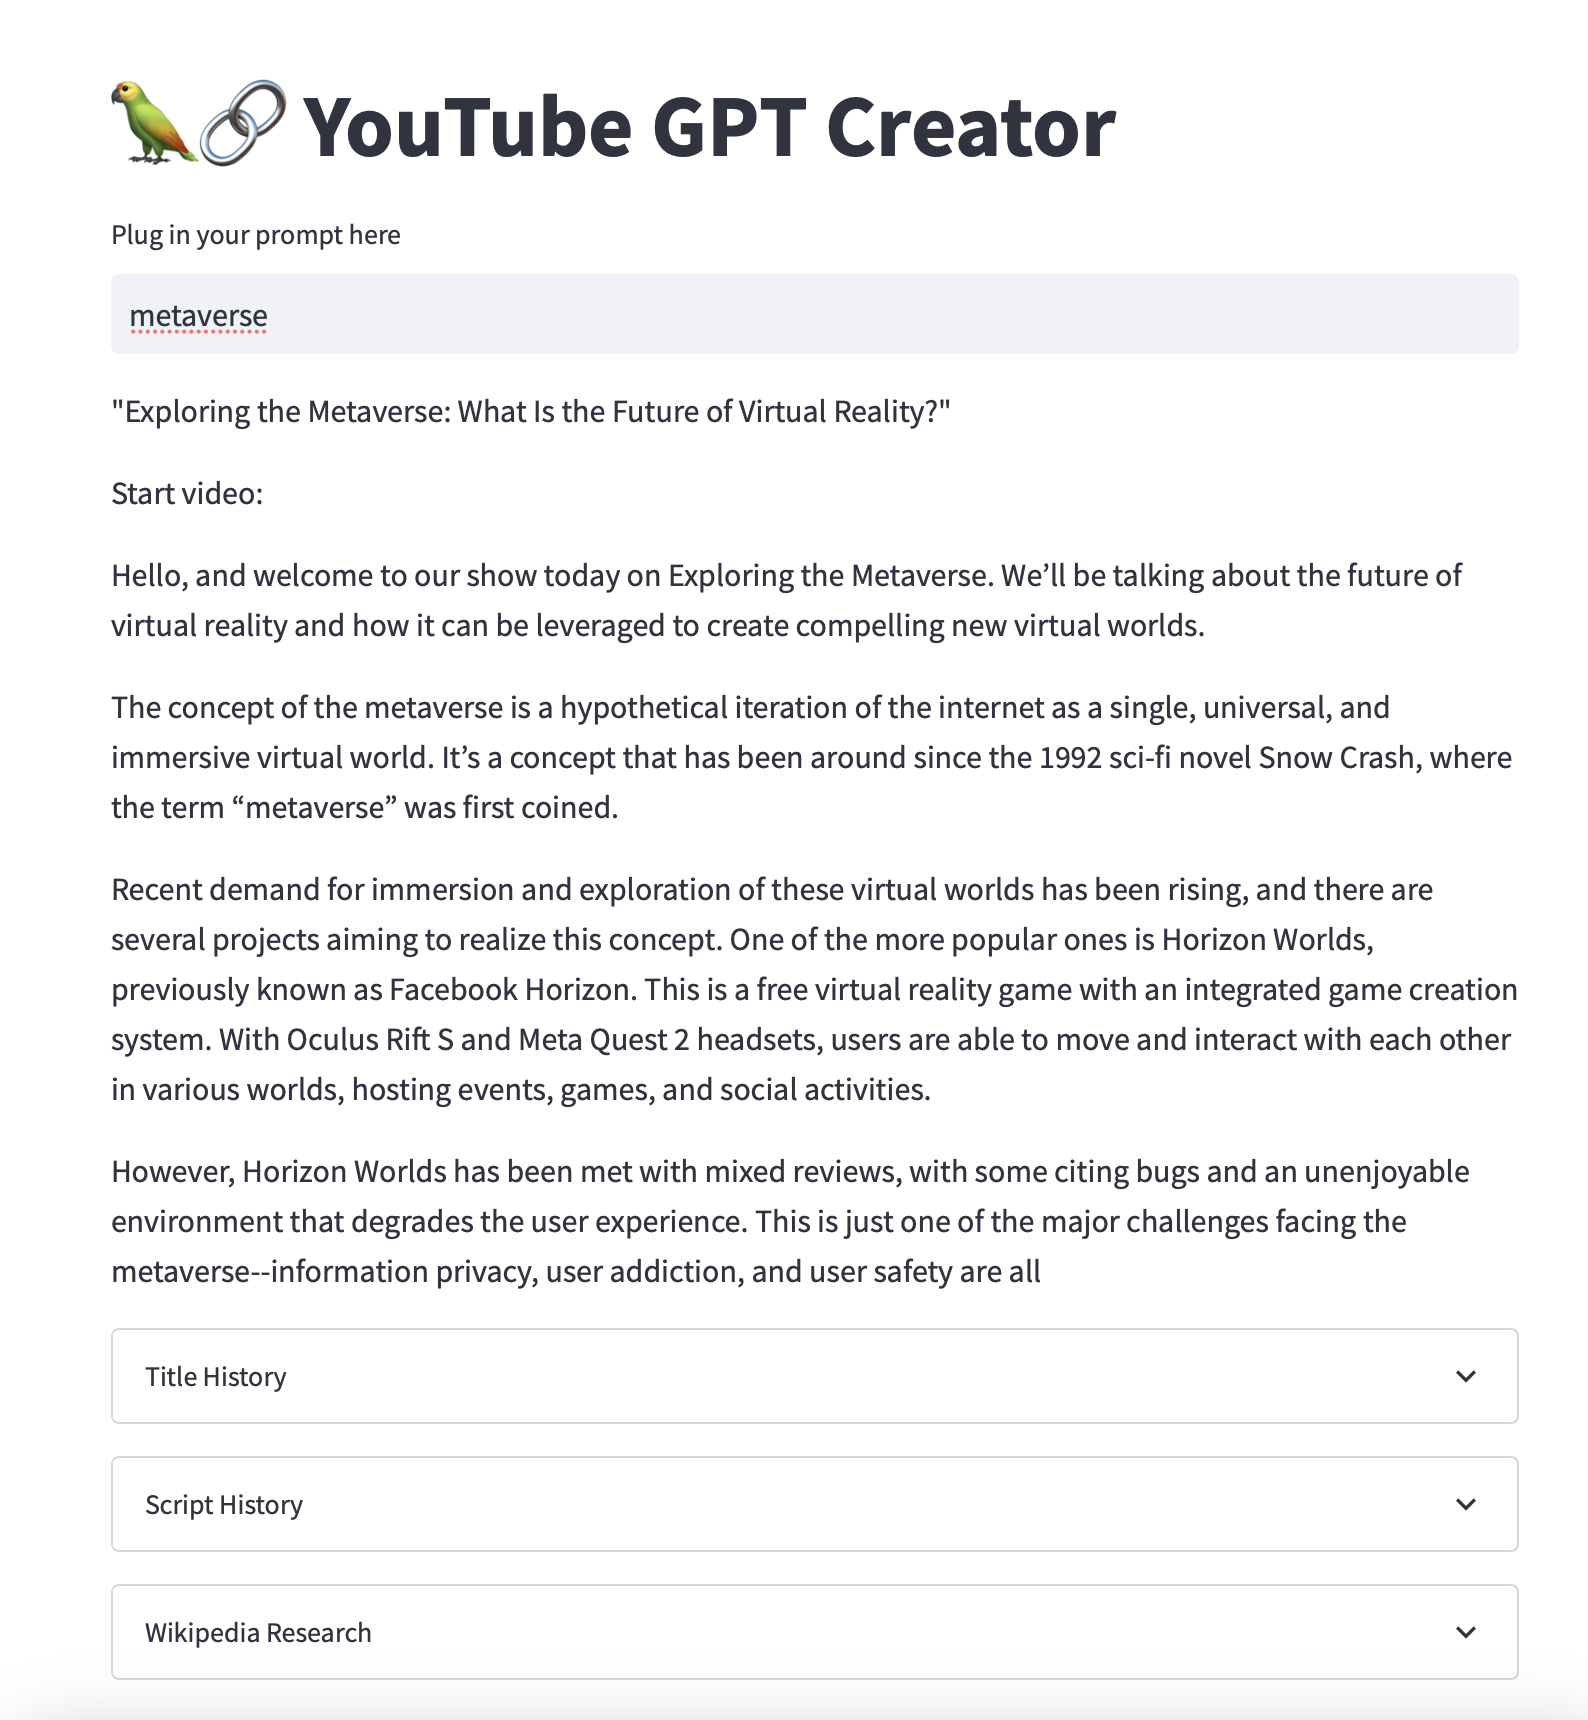 YouTube GPT Creator
Plug in your prompt here
metaverse
"Exploring the Metaverse: What Is the Future of Virtual Reality?"
Start video:
Hello, and welcome to our show today on Exploring the Metaverse. We’ll be talking about the future of
virtual reality and how it can be leveraged to create compelling new virtual worlds.
The concept of the metaverse is a hypothetical iteration of the internet as a single, universal, and
immersive virtual world. It’s a concept that has been around since the 1992 sci-fi novel Snow Crash, where
the term “metaverse” was first coined.
Recent demand for immersion and exploration of these virtual worlds has been rising, and there are
several projects aiming to realize this concept. One of the more popular ones is Horizon Worlds,
previously known as Facebook Horizon. This is a free virtual reality game with an integrated game creation
system. With Oculus Rift S and Meta Quest 2 headsets, users are able to move and interact with each other
in various worlds, hosting events, games, and social activities.
However, Horizon Worlds has been met with mixed reviews, with some citing bugs and an unenjoyable
environment that degrades the user experience. This is just one of the major challenges facing the
metaverse--information privacy, user addiction, and user safety are all
Title History
Script History
Wikipedia Research